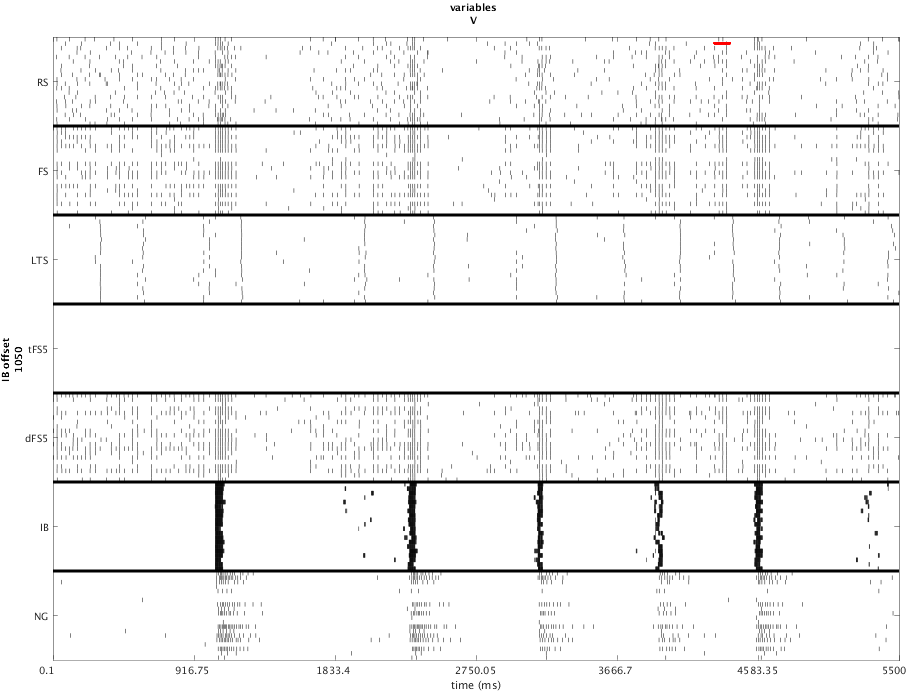 variables
V
RS
FS
LTS
IB offset
1050
tFS5
dFS5
IB
NG
0.1 916.75 1833.4 2750.05 3666.7 4583.35 5500
time (ms)